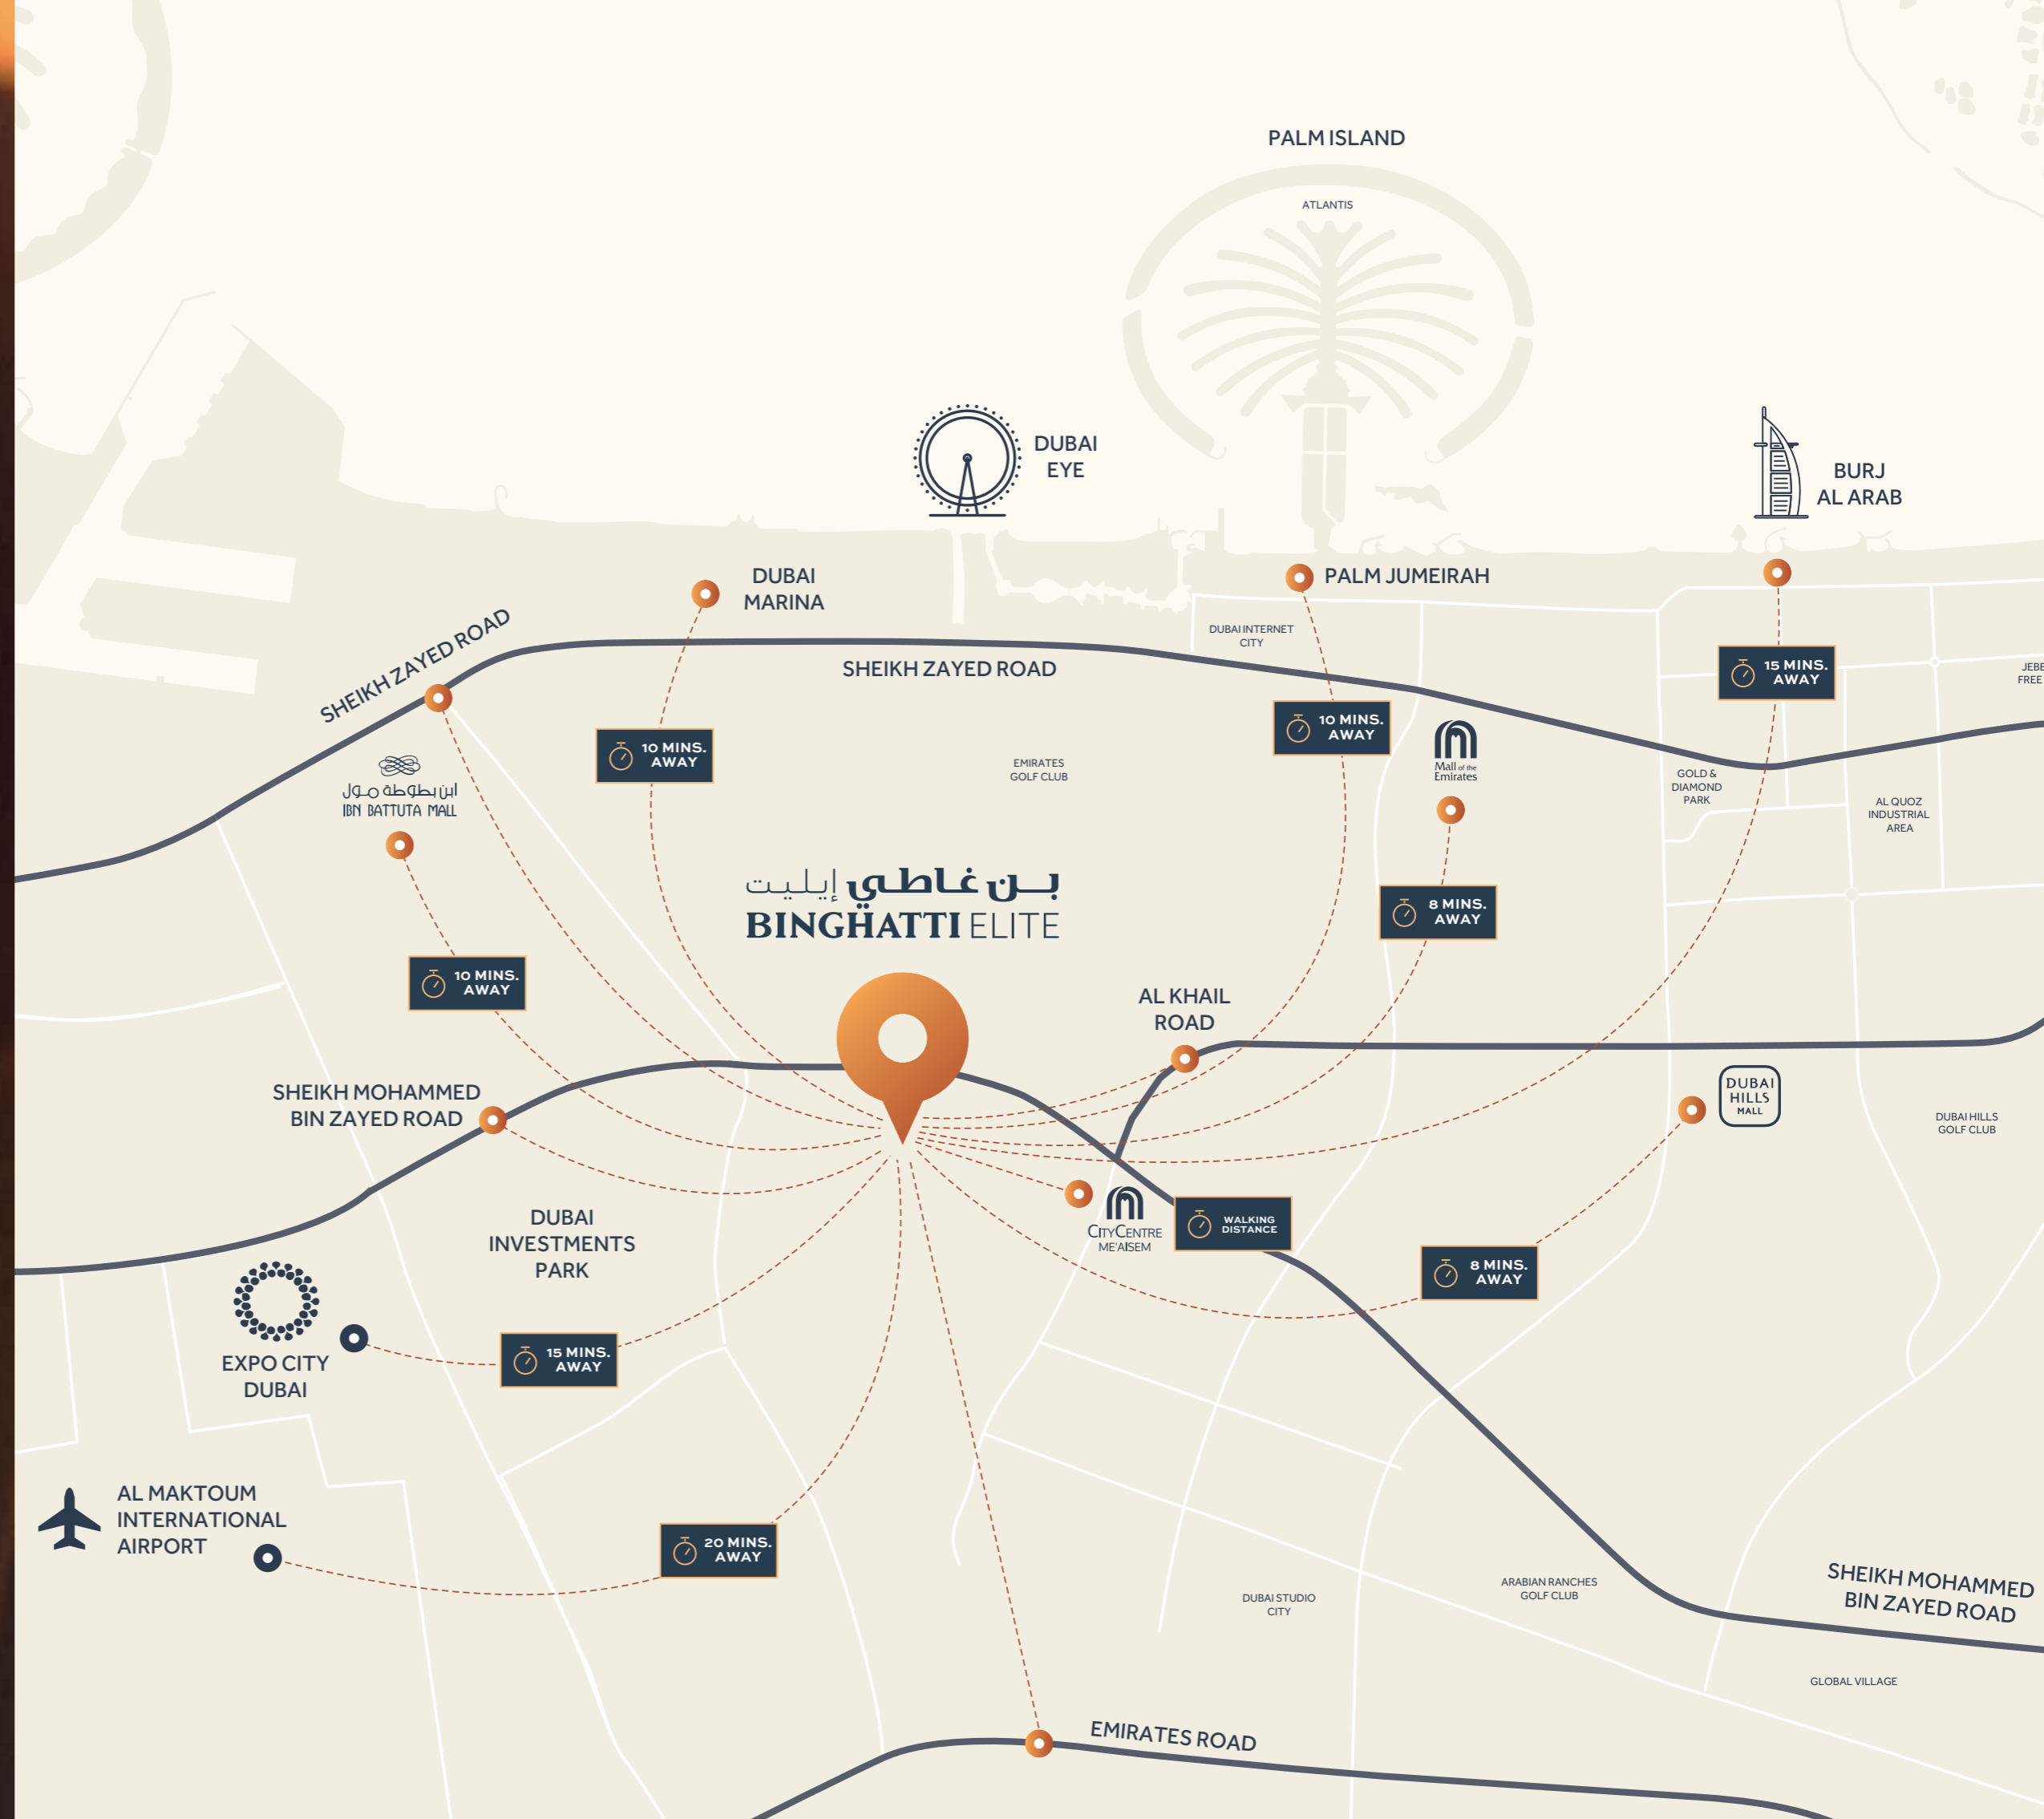 PALM ISLAND
ATLANTIS
DUBAI
EYE
BURJ
AL ARAB
DUBAI
MARINA
PALM JUMEIRAH
SHEIKH ZAYED ROAD
SHEIKH ZAYED ROAD
DUBAI INTERNET
CITY
15 MINS.
AWAY
JEBE
FREE
10 MINS.
AWAY
10 MINS.
AWAY
Mall of the
Emirates
EMIRATES
GOLF CLUB
GOLD &
DIAMOND
PARK
AL QUOZ
INDUSTRIAL
AREA
ابن بطوطة مول
IBN BATTUTA MALL
بن غاطي إيليت
BINGHATTI ELITE
8 MINS.
AWAY
10 MINS.
AWAY
AL KHAIL
ROAD
SHEIKH MOHAMMED
BIN ZAYED ROAD
DUBAI
HILLS
MALL
DUBAI HILLS
GOLF CLUB
CITYCENTRE
ME'AISEM
WALKING
DISTANCE
DUBAI
INVESTMENTS
PARK
8 MINS.
AWAY
EXPO CITY
DUBAI
15 MINS.
AWAY
AL MAKTOUM
INTERNATIONAL
AIRPORT
20 MINS.
AWAY
DUBAI STUDIO
CITY
ARABIAN RANCHES
GOLF CLUB
SHEIKH MOHAMMED
BIN ZAYED ROAD
GLOBAL VILLAGE
EMIRATES ROAD